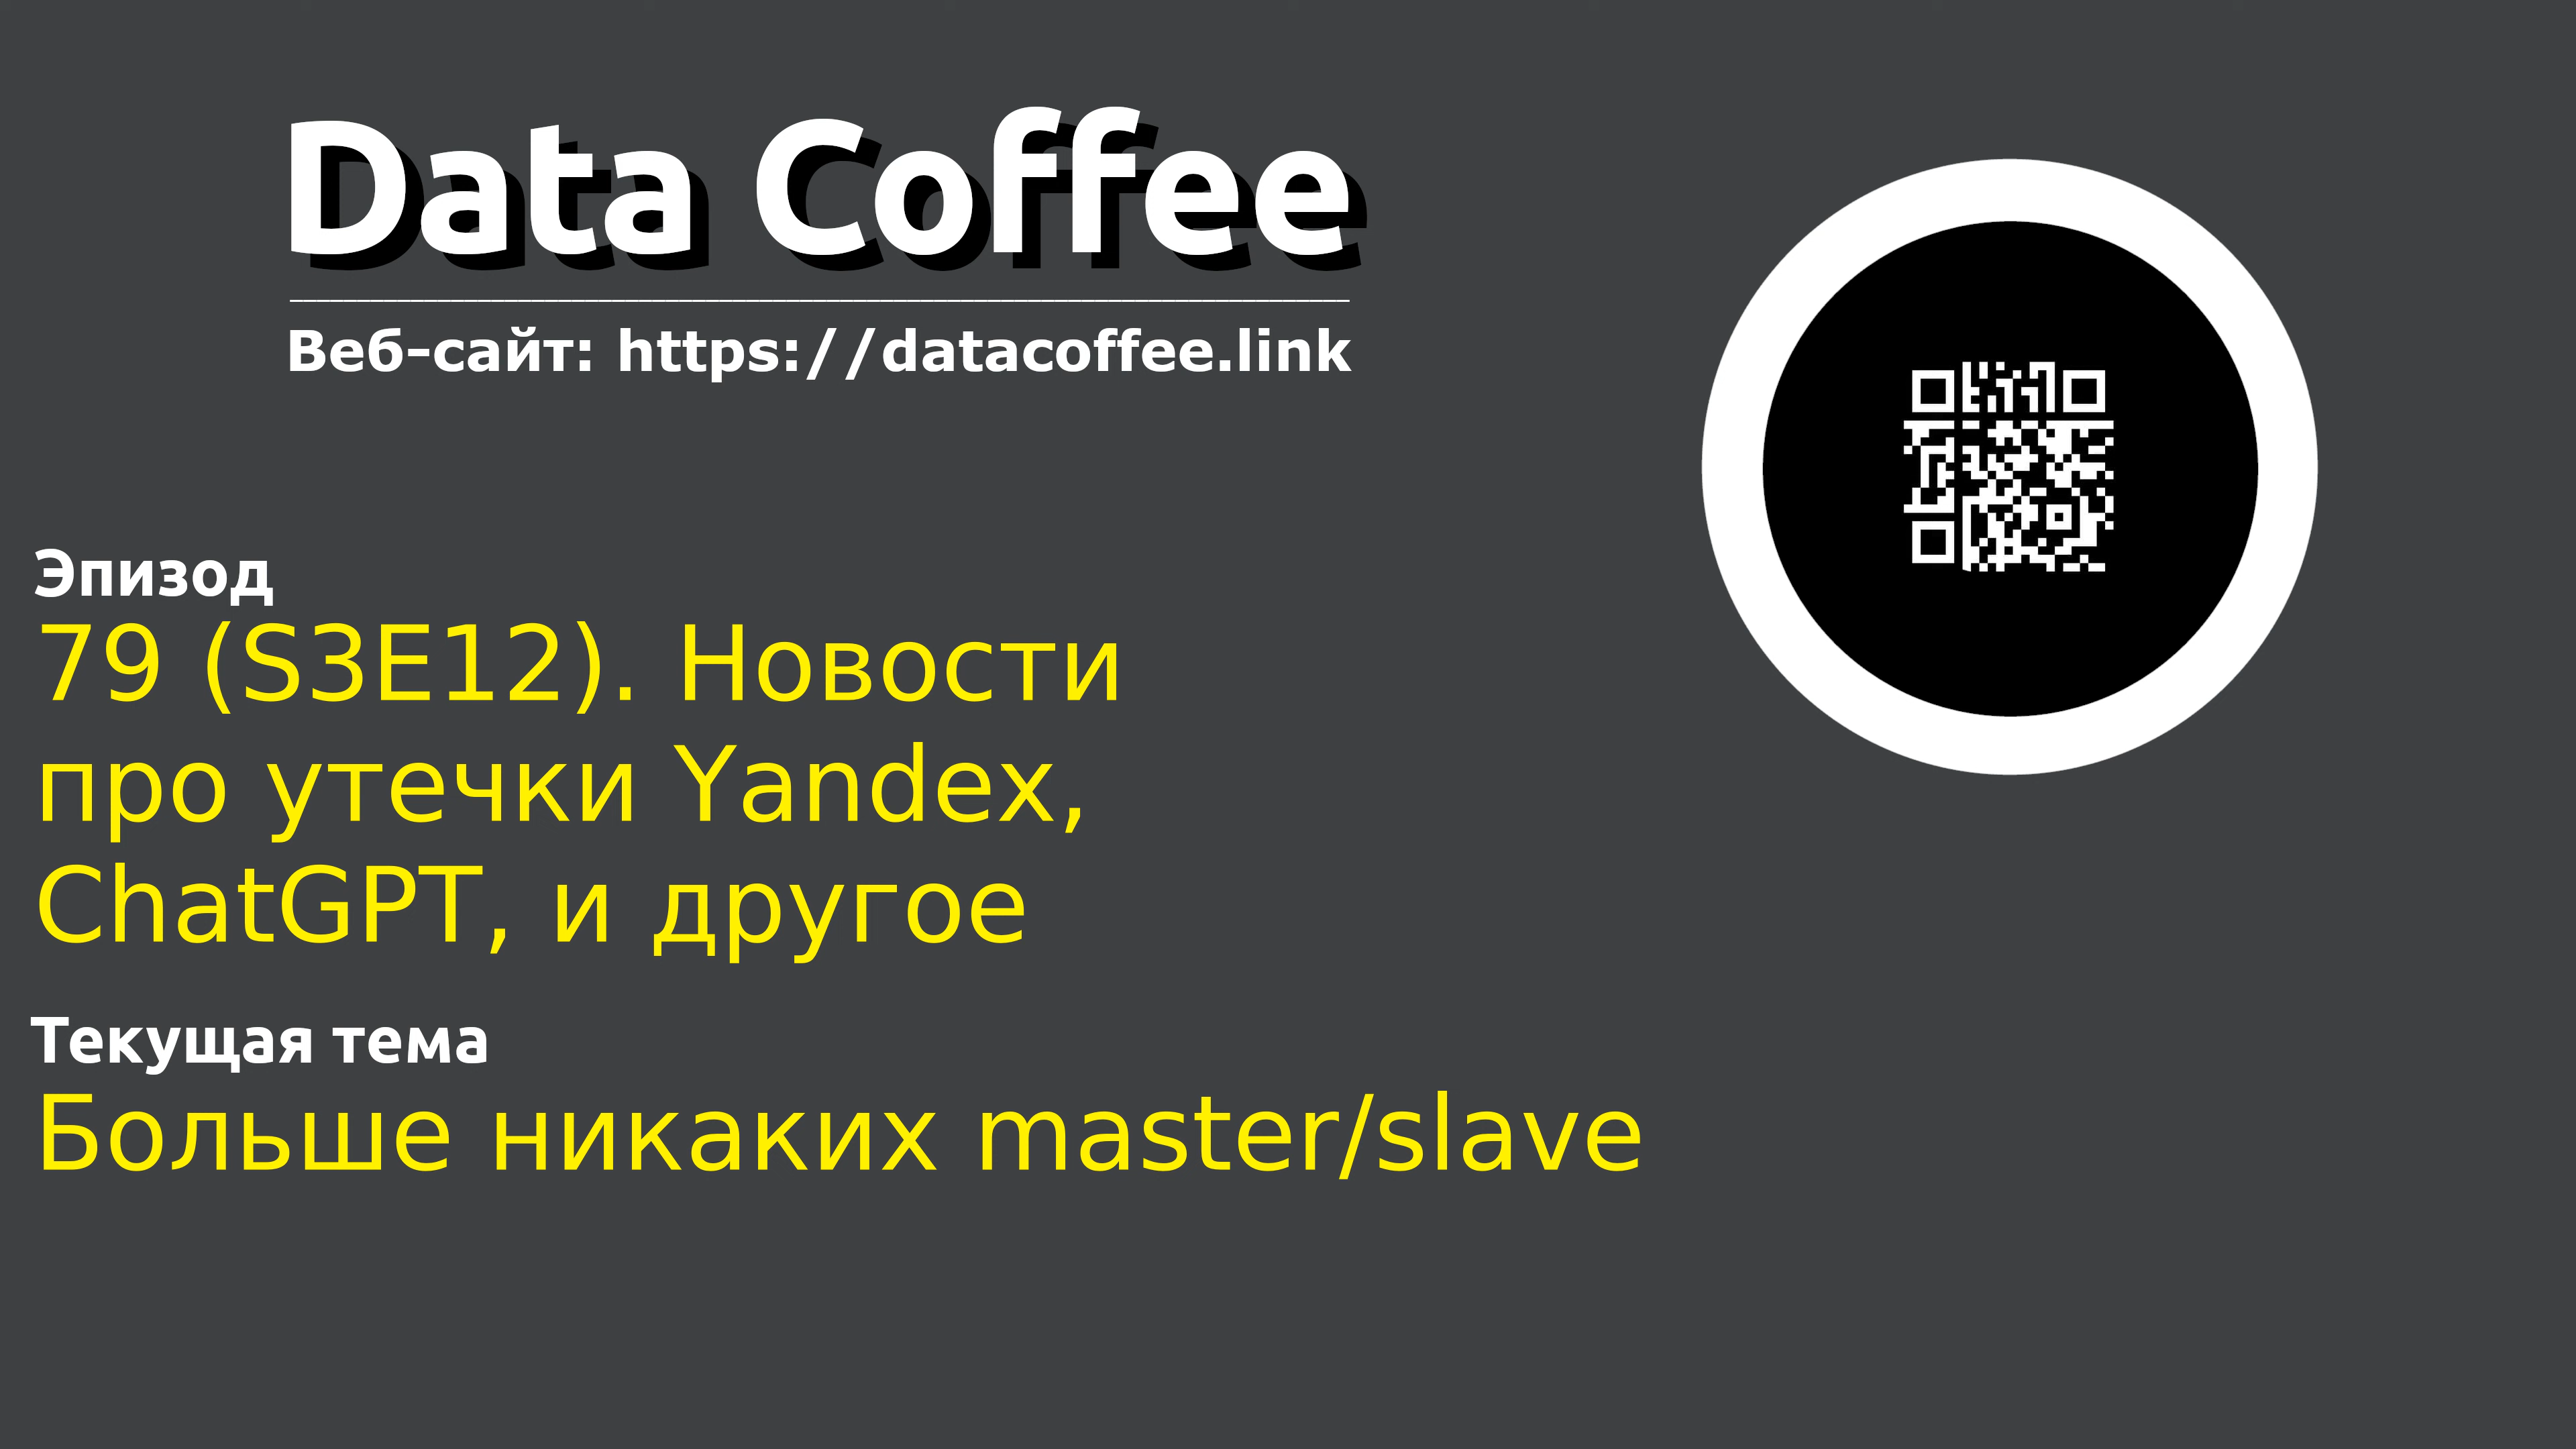 Data Coffee
Веб-сайт: https://datacoffee.link
Эпизод
79 (S3E12). Новости
про утечки Yandex,
ChatGPT, и другое
Текущая тема
Больше никаких master/slave